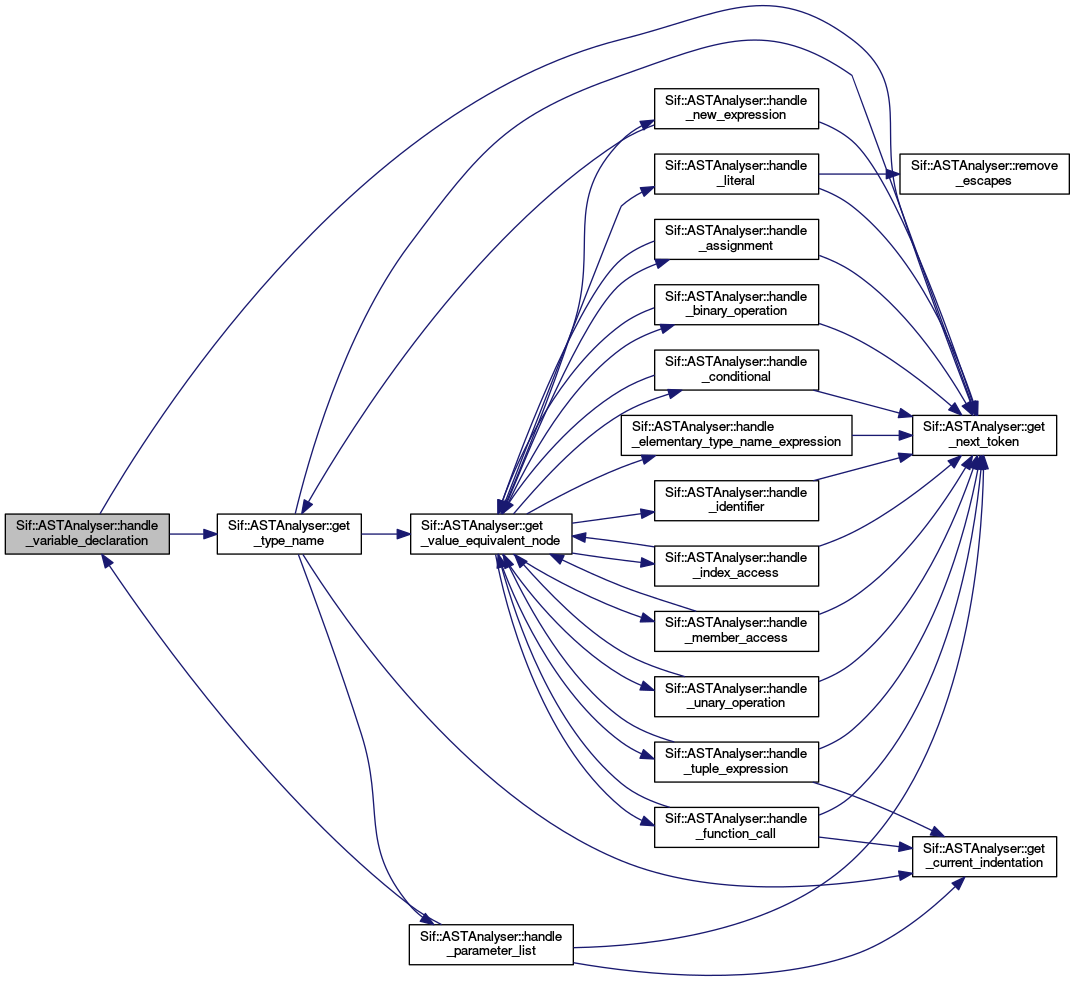 Sif::ASTAnalyser::handle
_new_expression
Sif::ASTAnalyser::handle
_literal
Sif::ASTAnalyser::remove
_escapes
Sif::ASTAnalyser::handle
_assignment
Sif::ASTAnalyser::handle
_binary_operation
Sif::ASTAnalyser::handle
_conditional
Sif::ASTAnalyser::handle
_elementary_type_name_expression
Sif::ASTAnalyser::get
_next_token
Sif::ASTAnalyser::handle
_identifier
Sif::ASTAnalyser::handle
_variable_declaration
Sif::ASTAnalyser::get
_type_name
Sif::ASTAnalyser::get
_value_equivalent_node
Sif::ASTAnalyser::handle
_index_access
Sif::ASTAnalyser::handle
_member_access
Sif::ASTAnalyser::handle
_unary_operation
Sif::ASTAnalyser::handle
_tuple_expression
Sif::ASTAnalyser::handle
_function_call
Sif::ASTAnalyser::get
_current_indentation
Sif::ASTAnalyser::handle
_parameter_list